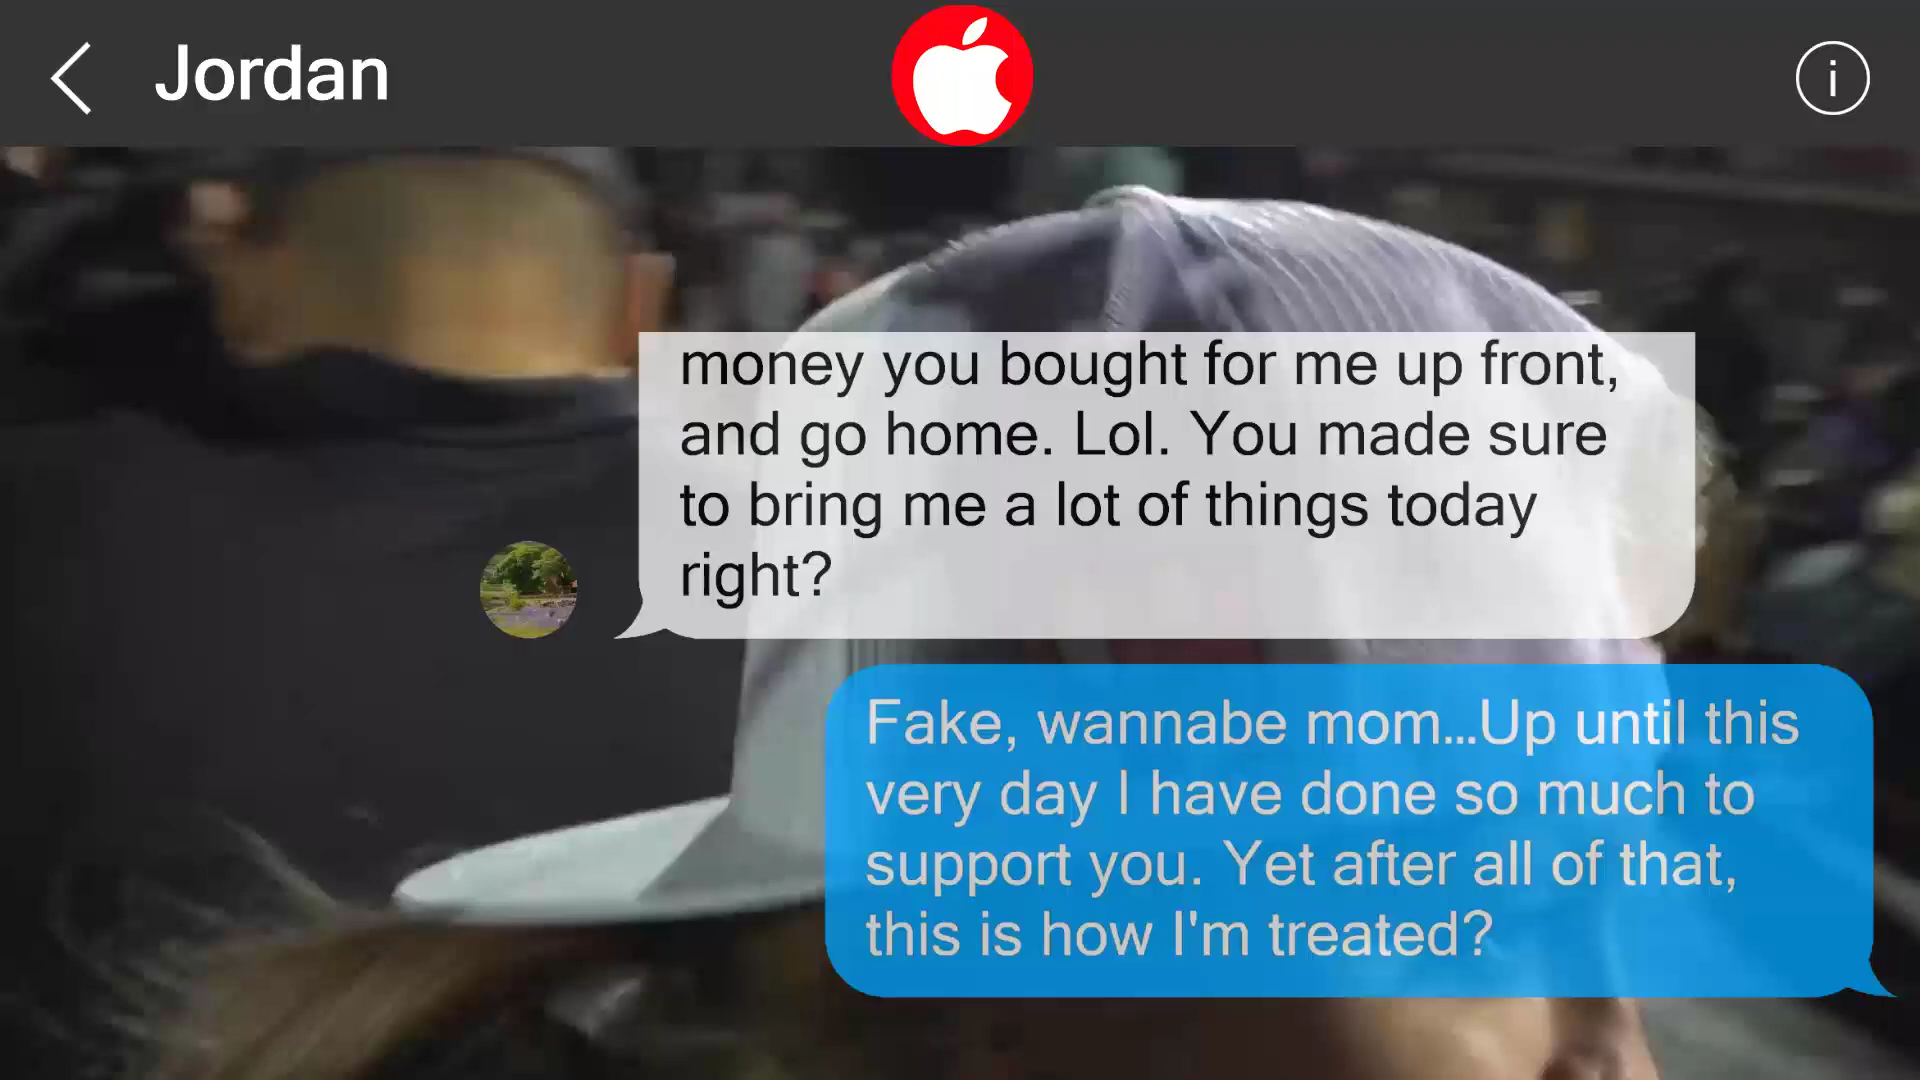 Jordan
i
money you bought for me up front,
and go home. Lol. You made sure
to bring me a lot of things today
right?
Fake, wannabe mom...Up until this
very day I have done so much to
support you. Yet after all of that,
this is how I'm treated?